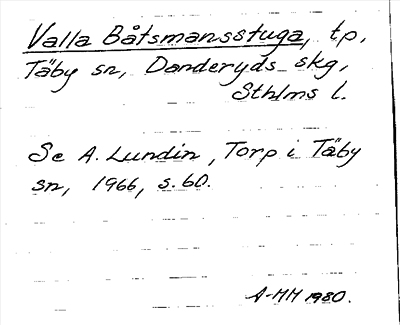 Valla Båtsmansstuga, tp,
Täby sn, Danderyds skg,
Sthlms l.
Se A. Lundin, Torp i Täby
sn, 1966, s. 60.
A-MH 1980.